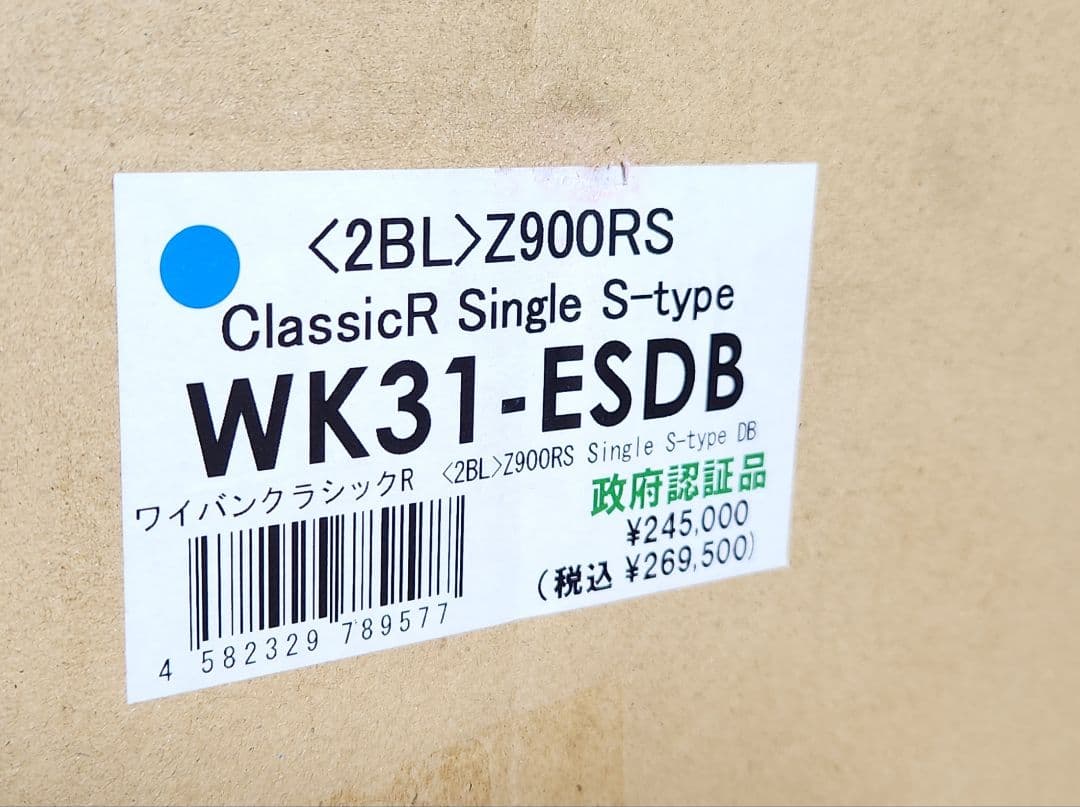 <2BL>Z900RS
ClassicR Single S-type
WK31-ESDB
ワイバンクラシックR <2BL>Z900RS Single S-type DB
政府認証品
¥245,000
(税込 ¥269,500)
4 582329 789577